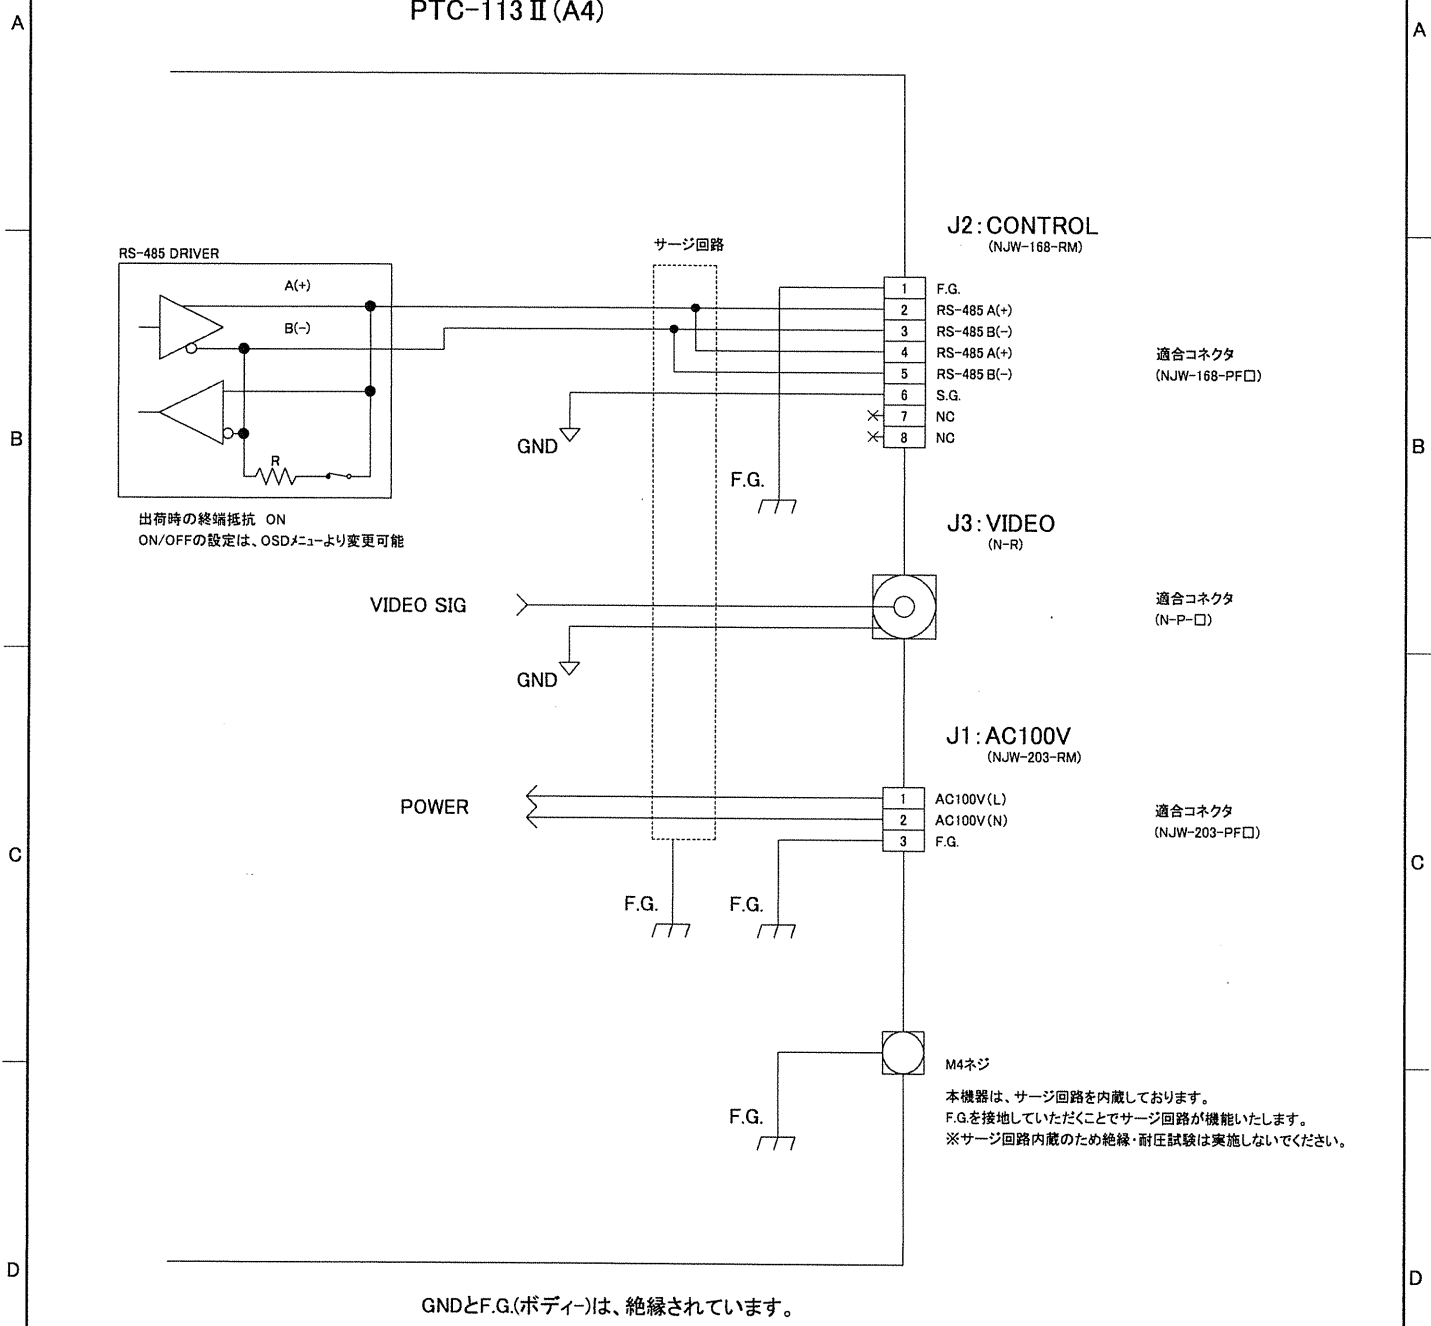 PTC-113Ⅱ(A4)
A
A
J2:CONTROL
(NJW-168-RM)
サージ回路
RS-485 DRIVER
A(+)
B(-)
R
1 F.G.
2 RS-485 A(+)
3 RS-485 B(-)
4 RS-485 A(+)
5 RS-485 B(-)
6 S.G.
7 NC
8 NC
適合コネクタ
(NJW-168-PF□)
B
B
GND
F.G.
出荷時の終端抵抗 ON
ON/OFFの設定は、OSDメニューより変更可能
J3:VIDEO
(N-R)
VIDEO SIG
GND
適合コネクタ
(N-P-□)
J1:AC100V
(NJW-203-RM)
POWER
1 AC100V(L)
2 AC100V(N)
3 F.G.
適合コネクタ
(NJW-203-PF□)
C
C
F.G.
F.G.
M4ネジ
F.G.
本機器は、サージ回路を内蔵しております。
F.G.を接地していただくことでサージ回路が機能いたします。
※サージ回路内蔵のため絶縁・耐圧試験は実施しないでください。
D
D
GNDとF.G.(ボディー)は、絶縁されています。